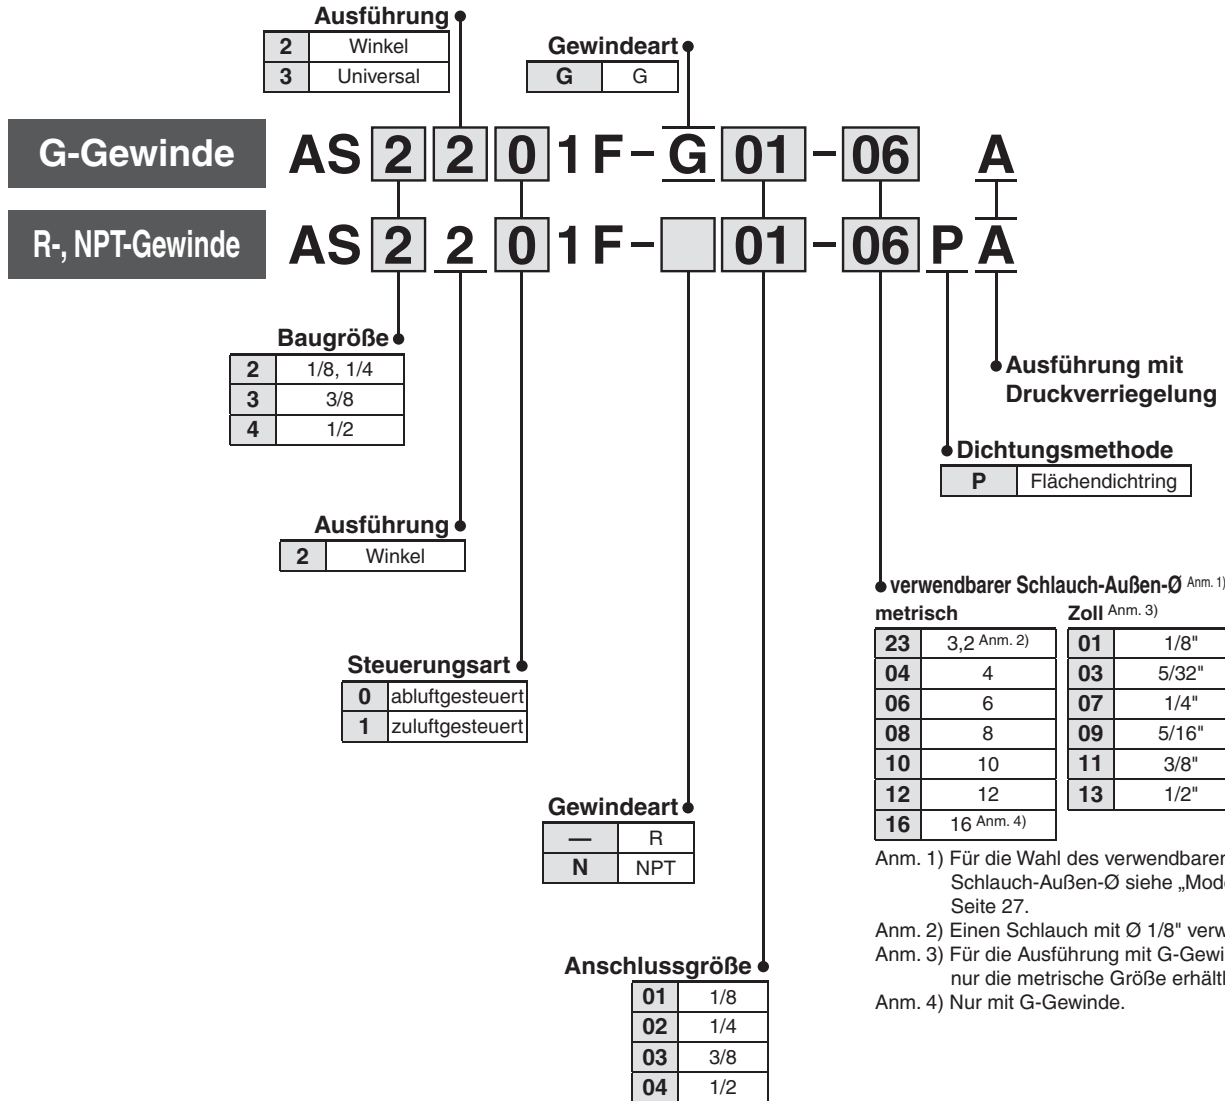 Ausführung
2 Winkel
3 Universal
Gewindeart
G G
G-Gewinde AS 2 2 0 1 F - G 01 - 06 A
R-, NPT-Gewinde AS 2 2 0 1 F - 01 - 06 P A
Baugröße
2 1/8, 1/4
3 3/8
4 1/2
Ausführung mit
Druckverriegelung
Dichtungsmethode
P Flächendichtring
Ausführung
2 Winkel
verwendbarer Schlauch-Außen-Ø Anm. 1)
metrisch Zoll Anm. 3)
23 3,2 Anm. 2) 01 1/8"
04 4 03 5/32"
06 6 07 1/4"
08 8 09 5/16"
10 10 11 3/8"
12 12 13 1/2"
16 16 Anm. 4)
Steuerungsart
0 abluftgesteuert
1 zuluftgesteuert
Gewindeart
— R
N NPT
Anm. 1) Für die Wahl des verwendbaren
Schlauch-Außen-Ø siehe
Seite 27.
Anm. 2) Einen Schlauch mit Ø 1/8"
Anm. 3) Für die Ausführung mit
nur die metrische Größe
Anm. 4) Nur mit G-Gewinde.
Anschlussgröße
01 1/8
02 1/4
03 3/8
04 1/2